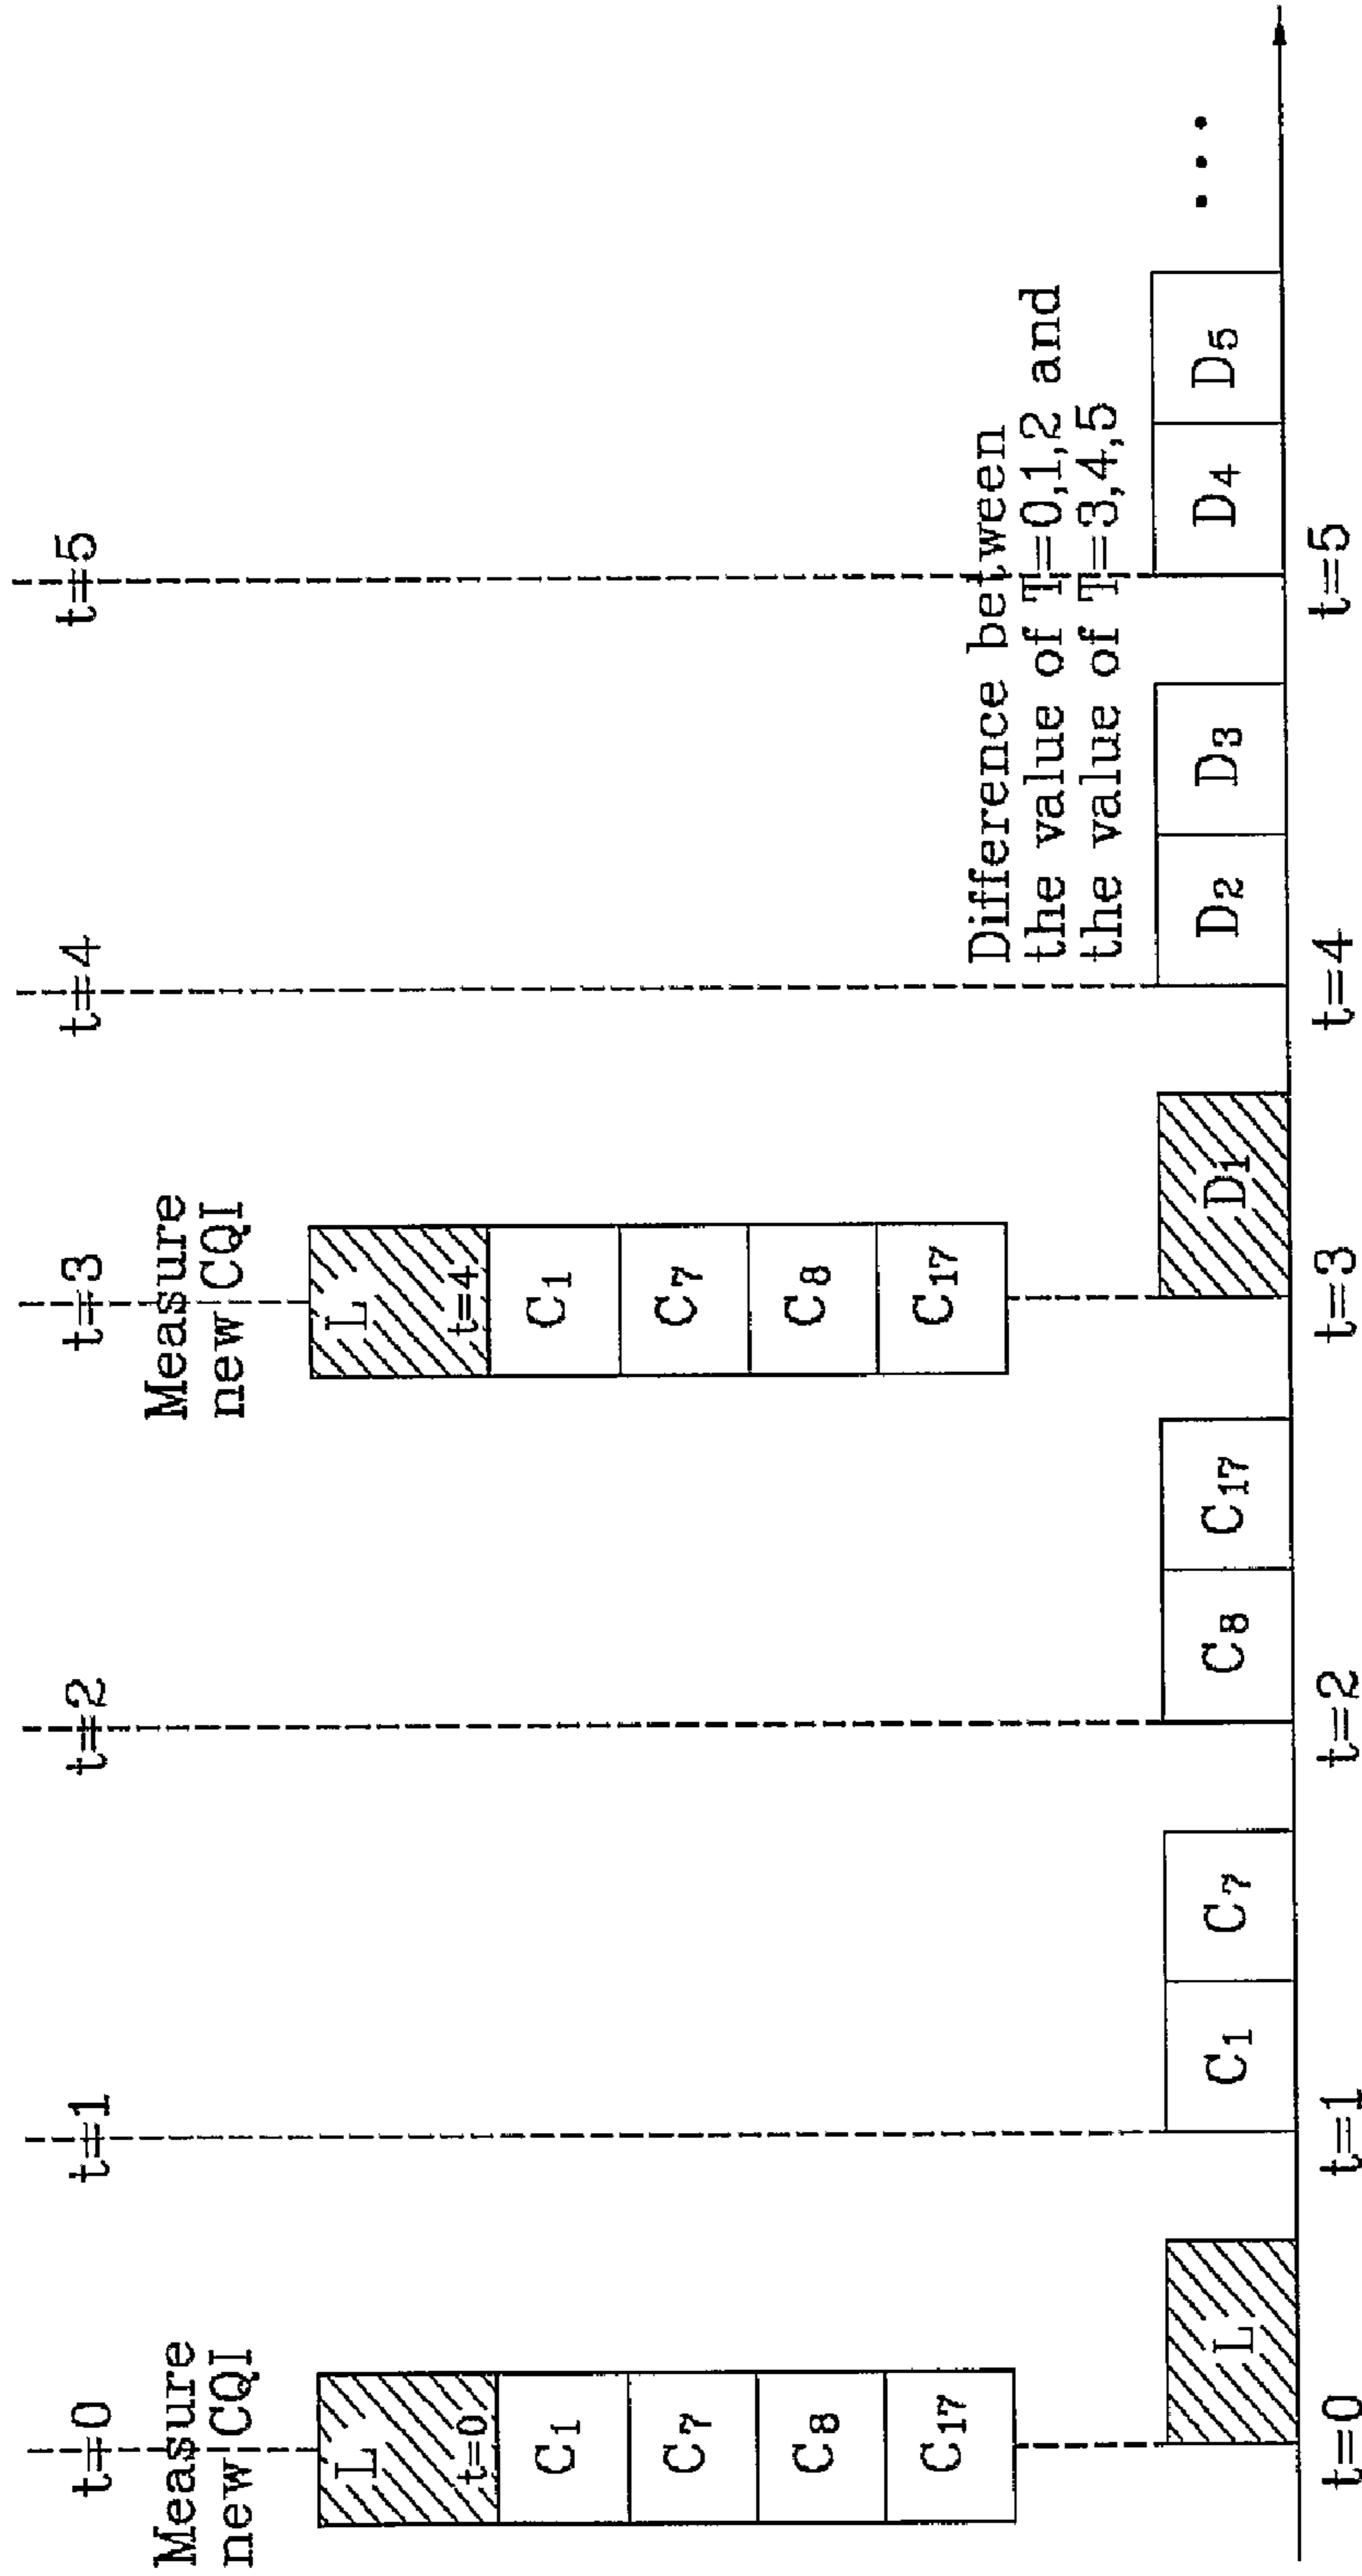 t=0
t=1
t=2
t=3
t=4
t=5
Measure
new CQI
Measure
new CQI
L
t=0
C1
C7
C8
C17
L
t=4
C1
C7
C8
C17
Difference between
the value of T=0,1,2 and
the value of T=3,4,5
L
C1
C7
C8
C17
D1
D2
D3
D4
D5
...
t=0
t=1
t=2
t=3
t=4
t=5